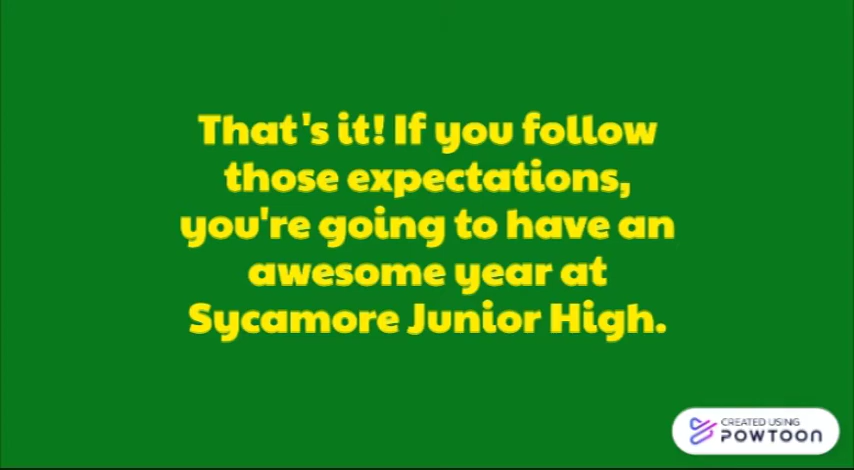 That's it! If you follow
those expectations,
you're going to have an
awesome year at
Sycamore Junior High.
CREATED USING
POWTOON